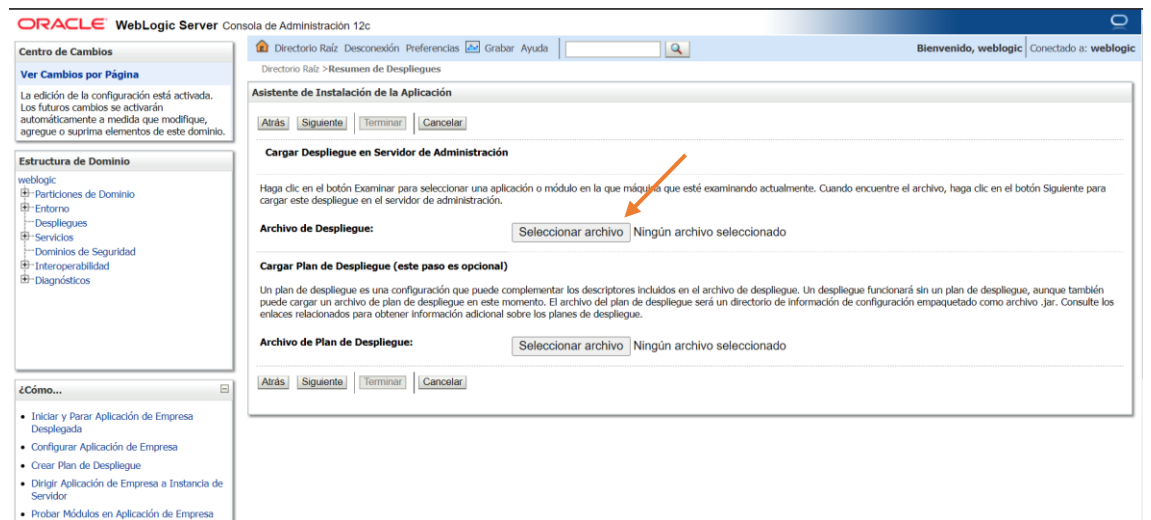 ORACLE WebLogic Server Consola de Administración 12c
Centro de Cambios
Ver Cambios por Página
La edición de la configuración está activada.
Los futuros cambios se activarán
automáticamente a medida que modifique,
agregue o suprima elementos de este dominio.
Estructura de Dominio
weblogic
Particiones de Dominio
Entorno
Despliegues
Servicios
Dominios de Seguridad
Interoperabilidad
Diagnósticos
¿Cómo...
Iniciar y Parar Aplicación de Empresa
Desplegada
Configurar Aplicación de Empresa
Crear Plan de Despliegue
Dirigir Aplicación de Empresa a Instancia de
Servidor
Probar Módulos en Aplicación de Empresa
Directorio Raíz Desconexión Preferencias Grabar Ayuda
Bienvenido, weblogic Conectado a: weblogic
Directorio Raíz >Resumen de Despliegues
Asistente de Instalación de la Aplicación
Atrás Siguiente Terminar Cancelar
Cargar Despliegue en Servidor de Administración
Haga clic en el botón Examinar para seleccionar una aplicación o módulo en la que máquina que esté examinando actualmente. Cuando encuentre el archivo, haga clic en el botón Siguiente para
cargar este despliegue en el servidor de administración.
Archivo de Despliegue: Seleccionar archivo Ningún archivo seleccionado
Cargar Plan de Despliegue (este paso es opcional)
Un plan de despliegue es una configuración que puede complementar los descriptores incluidos en el archivo de despliegue. Un despliegue funcionará sin un plan de despliegue, aunque también
puede cargar un archivo de plan de despliegue en este momento. El archivo del plan de despliegue será un directorio de información de configuración empaquetado como archivo .jar. Consulte los
enlaces relacionados para obtener información adicional sobre los planes de despliegue.
Archivo de Plan de Despliegue: Seleccionar archivo Ningún archivo seleccionado
Atrás Siguiente Terminar Cancelar